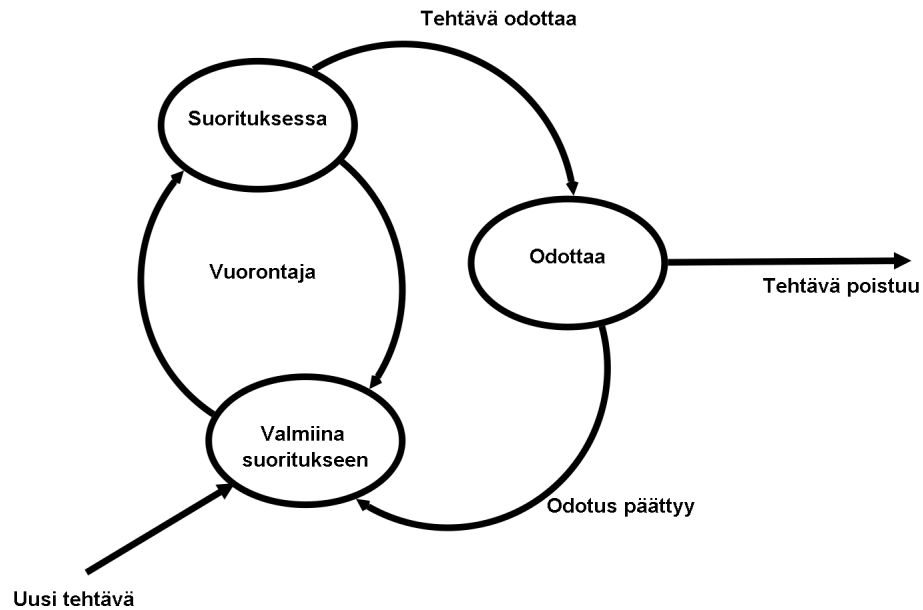 Tehtävä odottaa
Suorituksessa
Odottaa
Vuorontaja
Tehtävä poistuu
Valmiina
suoritukseen
Odotus päättyy
Uusi tehtävä